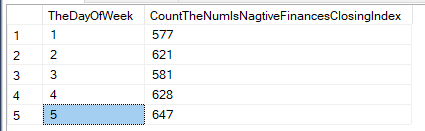 TheDayOfWeek CountTheNumIsNagtiveFinancesClosingIndex
1 1 577
2 2 621
3 3 581
4 4 628
5 5 647